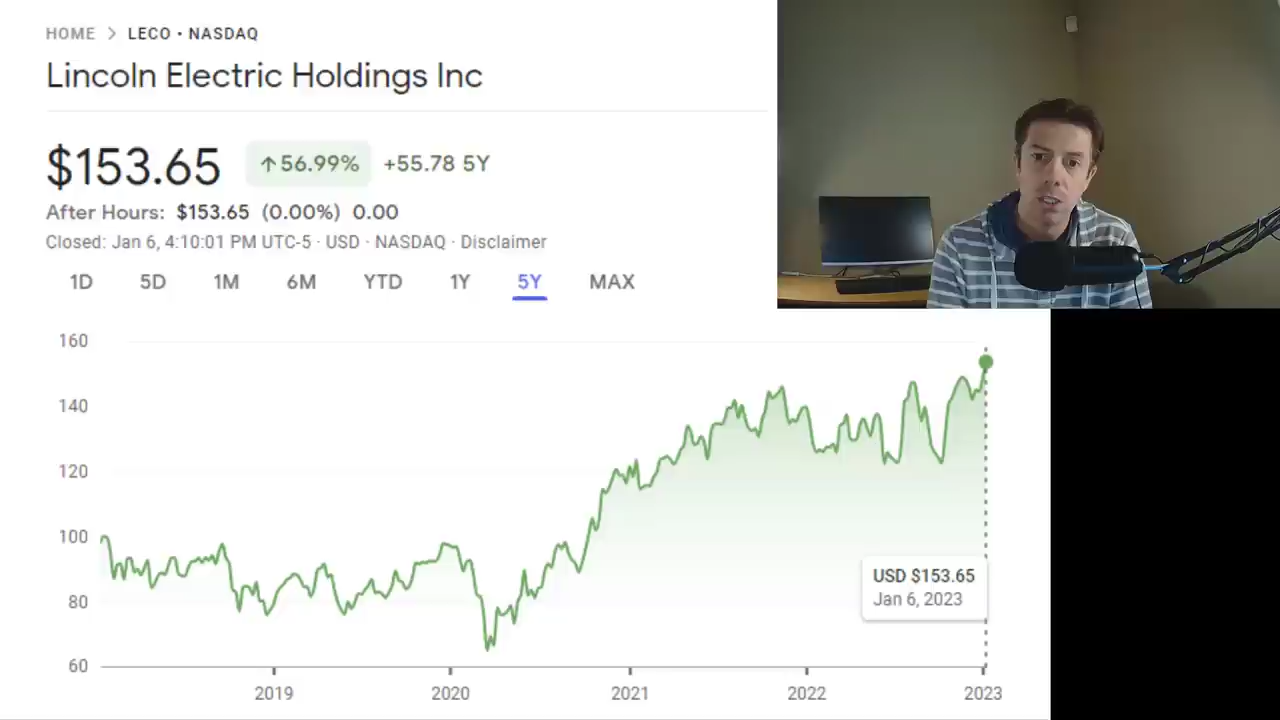 HOME > LECO • NASDAQ
Lincoln Electric Holdings Inc
$153.65 ↑56.99% +55.78 5Y
After Hours: $153.65 (0.00%) 0.00
Closed: Jan 6, 4:10:01 PM UTC-5 · USD · NASDAQ · Disclaimer
1D 5D 1M 6M YTD 1Y 5Y MAX
160
140
120
100
80
60
USD $153.65
Jan 6, 2023
2019 2020 2021 2022 2023